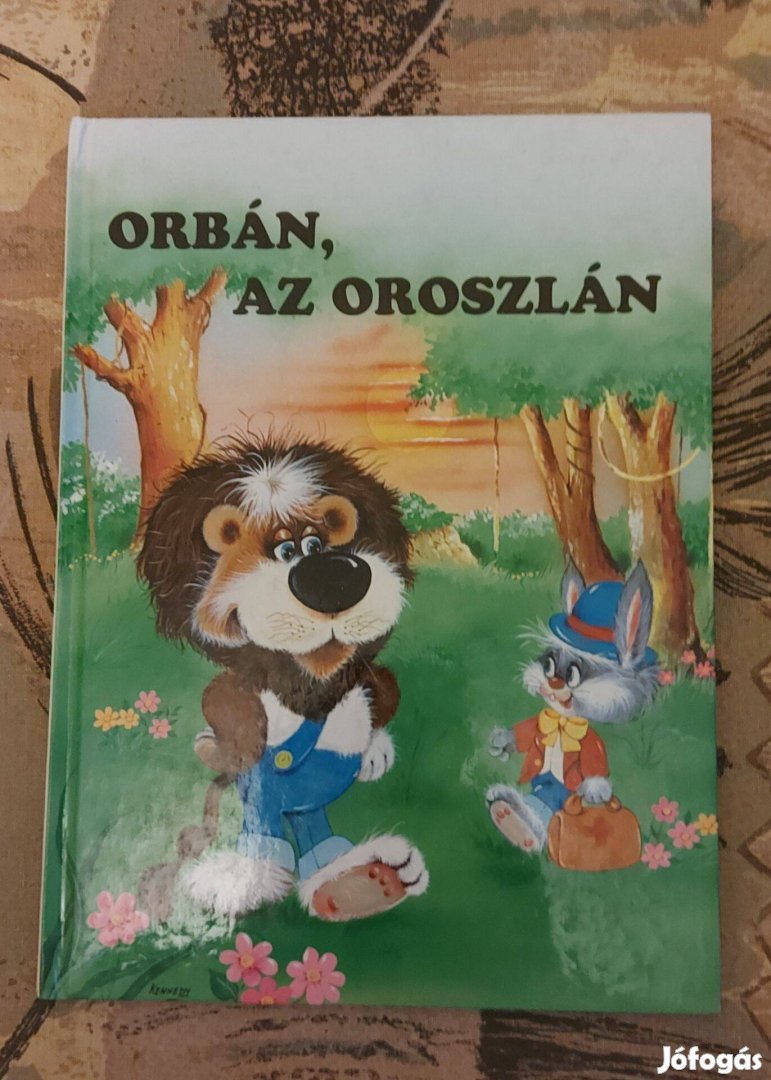 ORBÁN,
AZ OROSZLÁN
KENNEDY
Jófogás